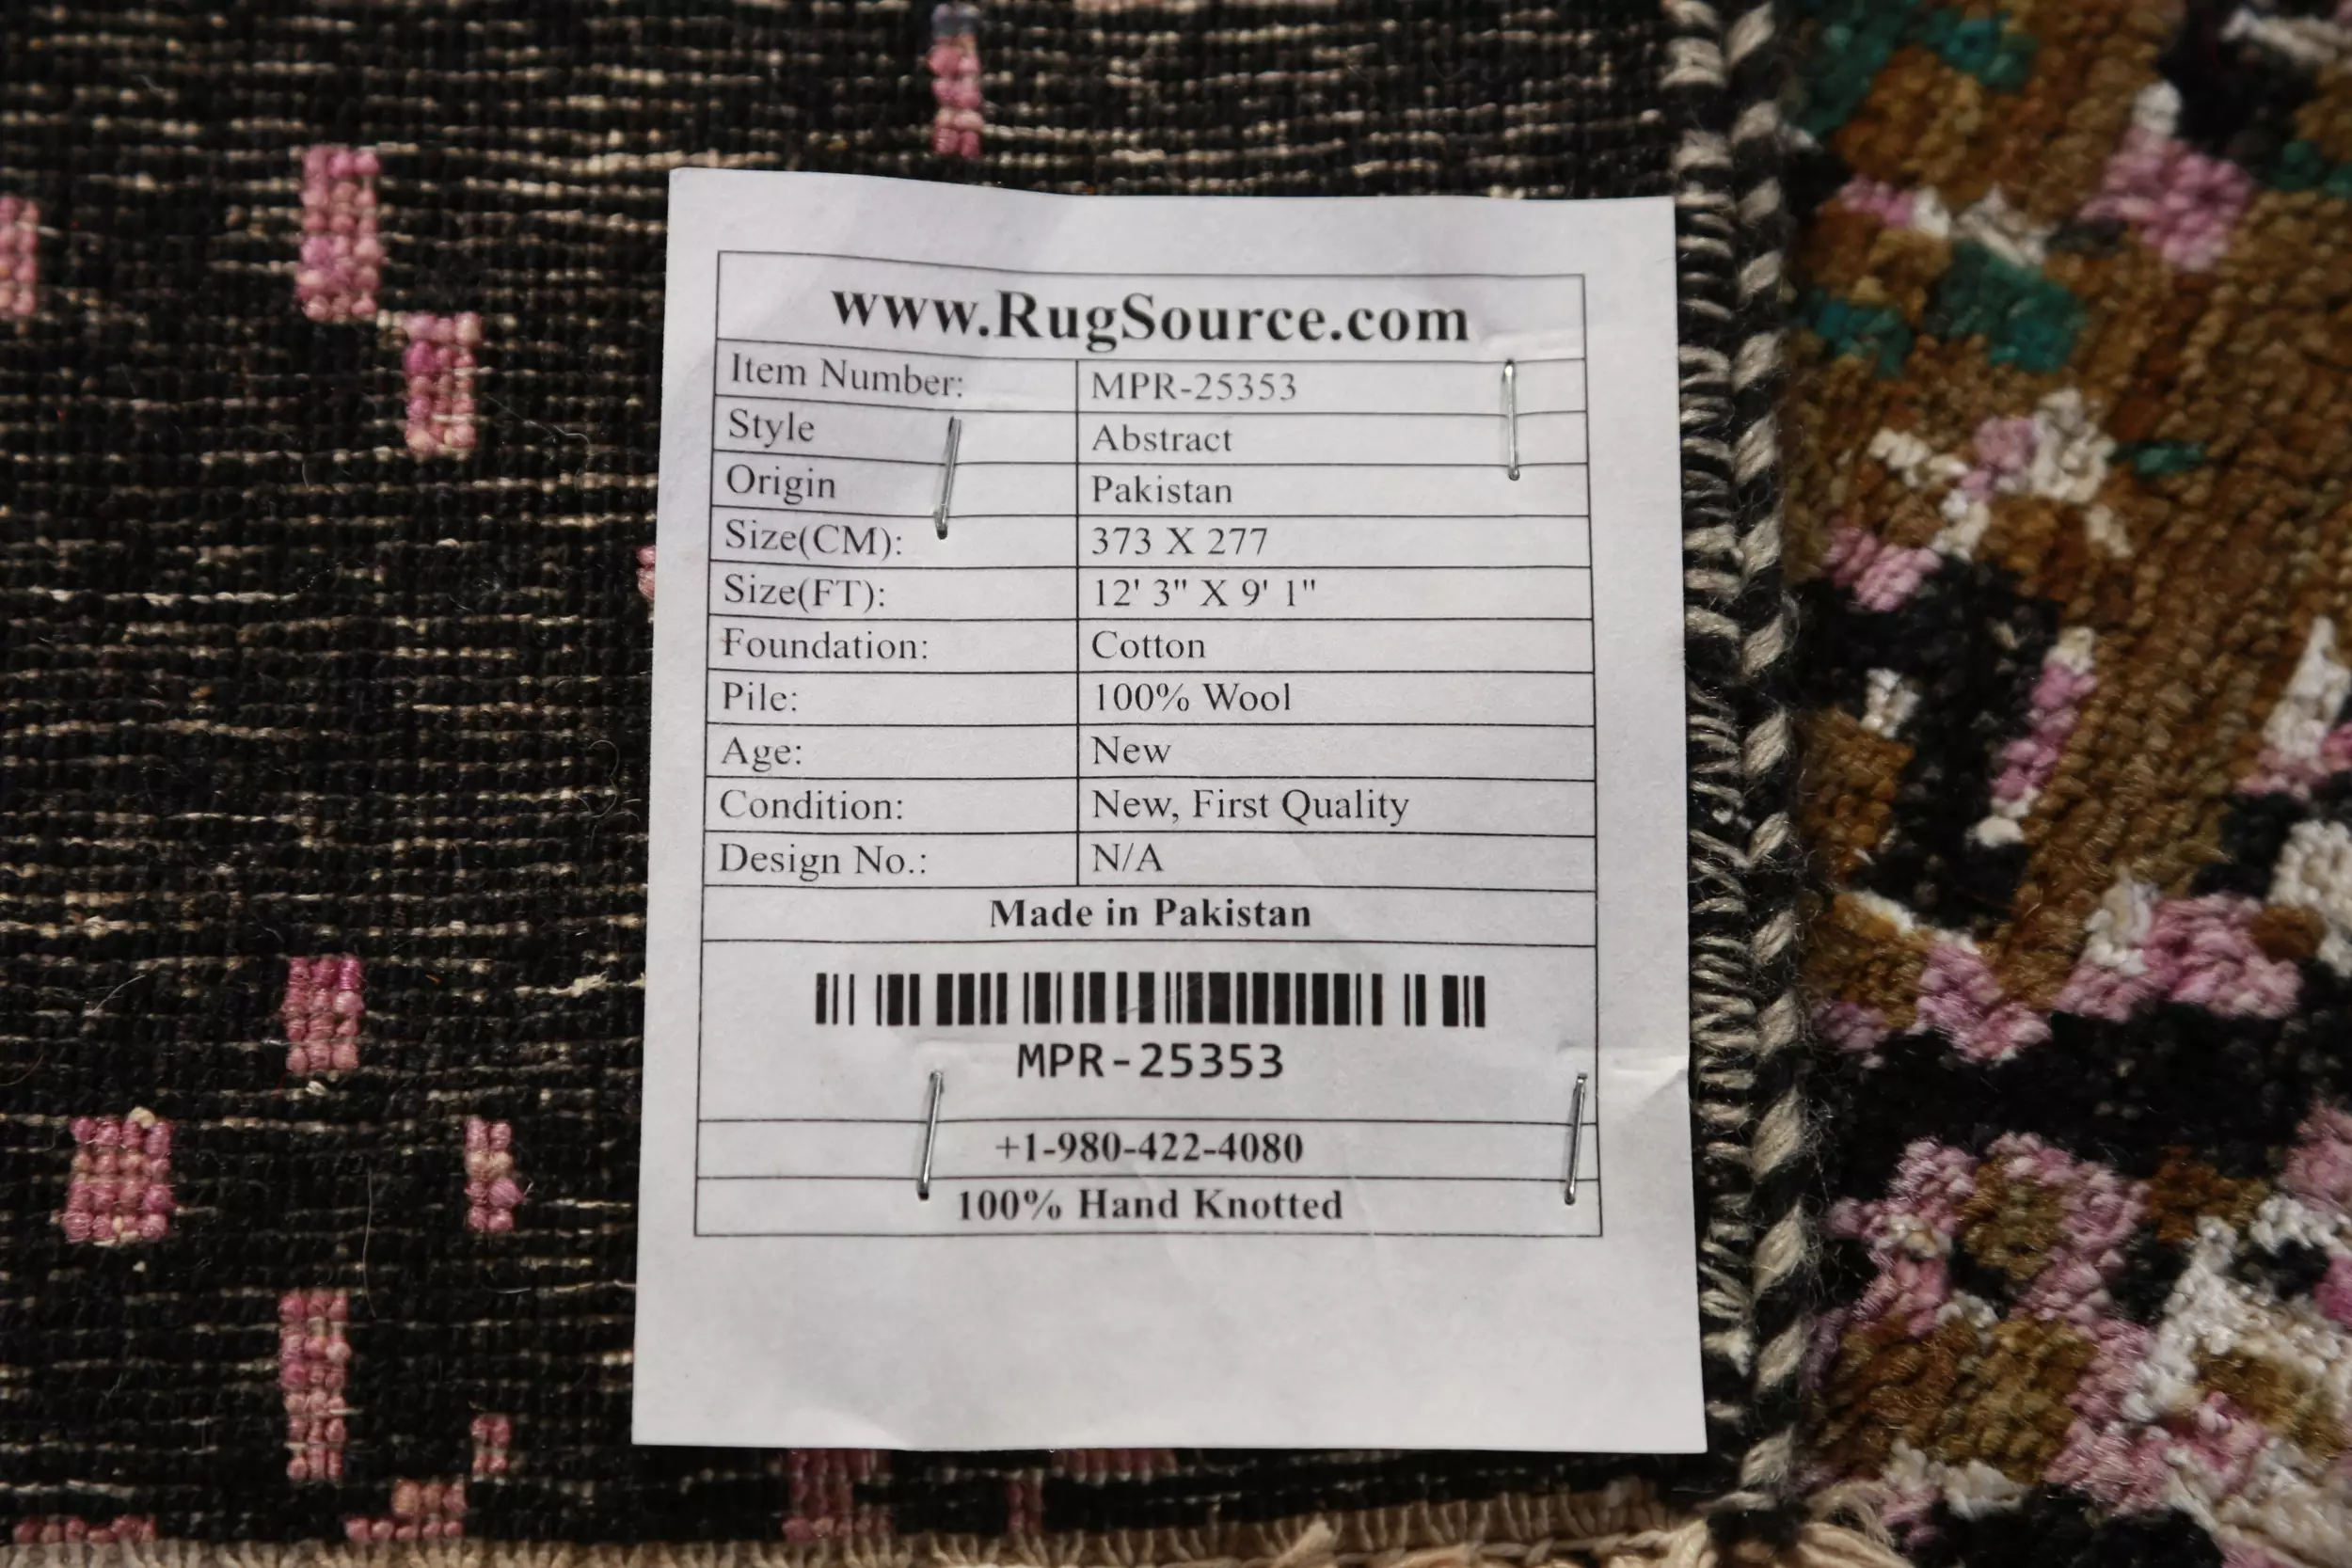 www.RugSource.com
Item Number: MPR-25353
Style Abstract
Origin Pakistan
Size(CM): 373 X 277
Size(FT): 12' 3" X 9' 1"
Foundation: Cotton
Pile: 100% Wool
Age: New
Condition: New, First Quality
Design No.: N/A
Made in Pakistan
MPR-25353
+1-980-422-4080
100% Hand Knotted